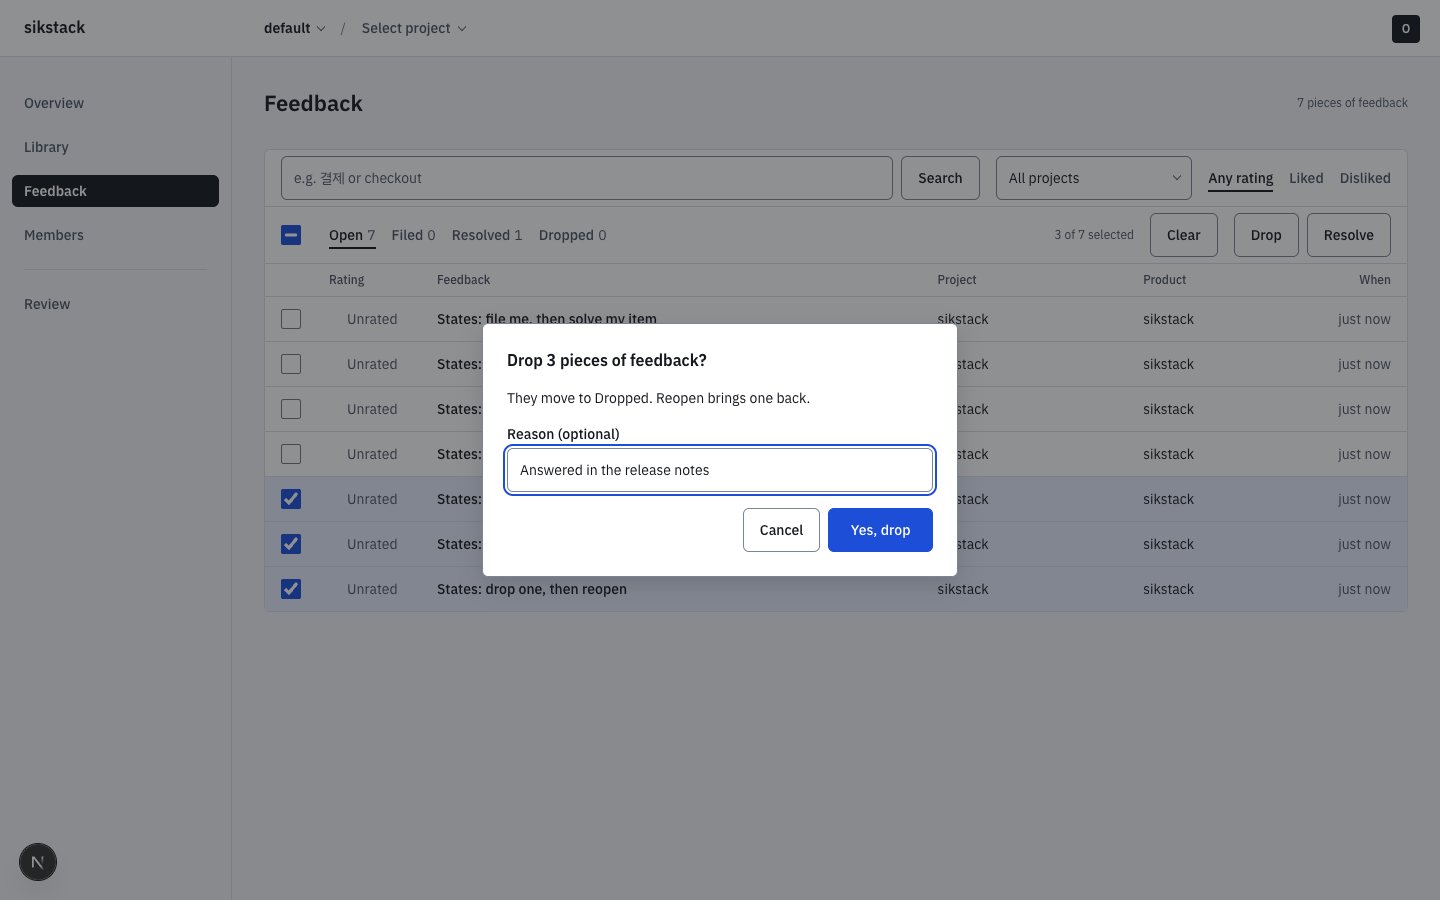 sikstack
default / Select project
O
Overview
Library
Feedback
Members
Review
Feedback
7 pieces of feedback
e.g. 결제 or checkout
Search
All projects
Any rating Liked Disliked
Open 7 Filed 0 Resolved 1 Dropped 0
3 of 7 selected
Clear
Drop
Resolve
Rating Feedback Project Product When
Unrated States: file me, then solve my item sikstack sikstack just now
Unrated States: stack sikstack just now
Unrated States: stack sikstack just now
Unrated States: stack sikstack just now
Unrated States: stack sikstack just now
Unrated States: stack sikstack just now
Unrated States: drop one, then reopen sikstack sikstack just now
Drop 3 pieces of feedback?
They move to Dropped. Reopen brings one back.
Reason (optional)
Answered in the release notes
Cancel
Yes, drop
N